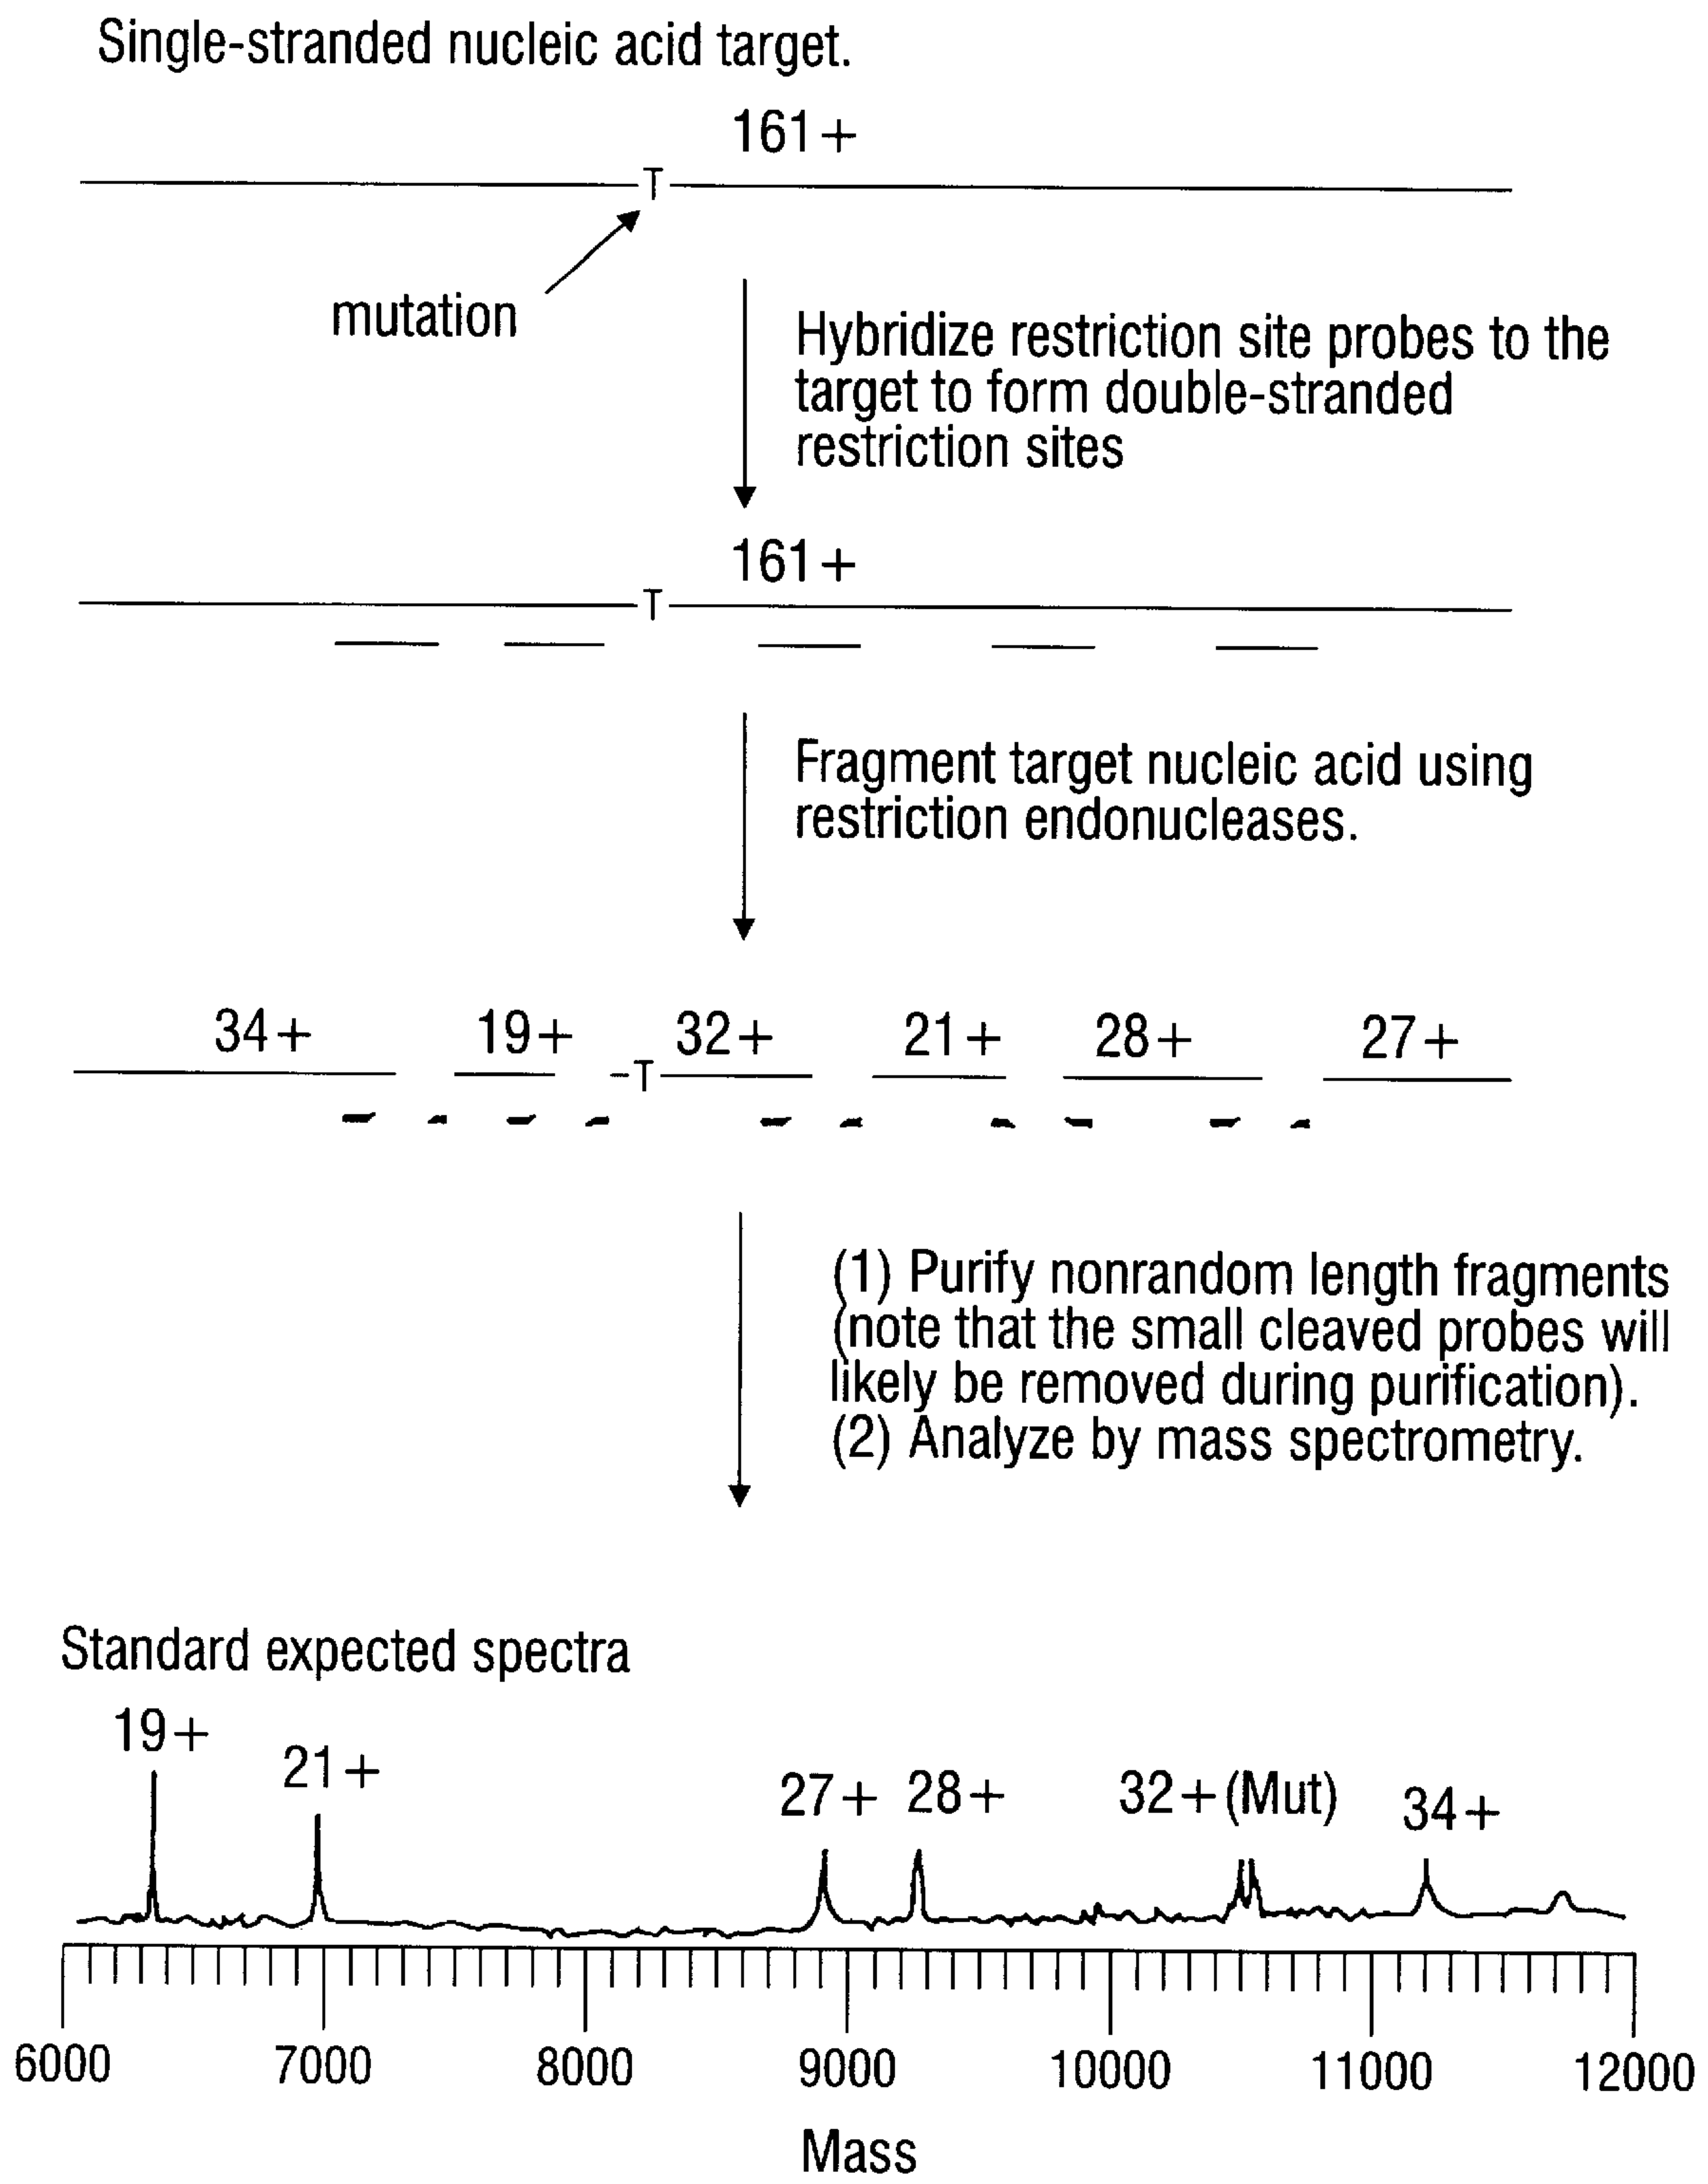 Single-stranded nucleic acid target.
161+
T
mutation
Hybridize restriction site probes to the
target to form double-stranded
restriction sites
161+
T
Fragment target nucleic acid using
restriction endonucleases.
34+ 19+ 32+ 21+ 28+ 27+
-T
(1) Purify nonrandom length fragments
(note that the small cleaved probes will
likely be removed during purification).
(2) Analyze by mass spectrometry.
Standard expected spectra
19+ 21+ 27+ 28+ 32+(Mut) 34+
6000 7000 8000 9000 10000 11000 12000
Mass